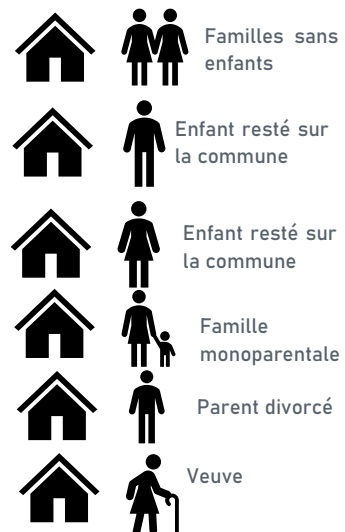 Familles sans
enfants
Enfant resté sur
la commune
Enfant resté sur
la commune
Famille
monoparentale
Parent divorcé
Veuve